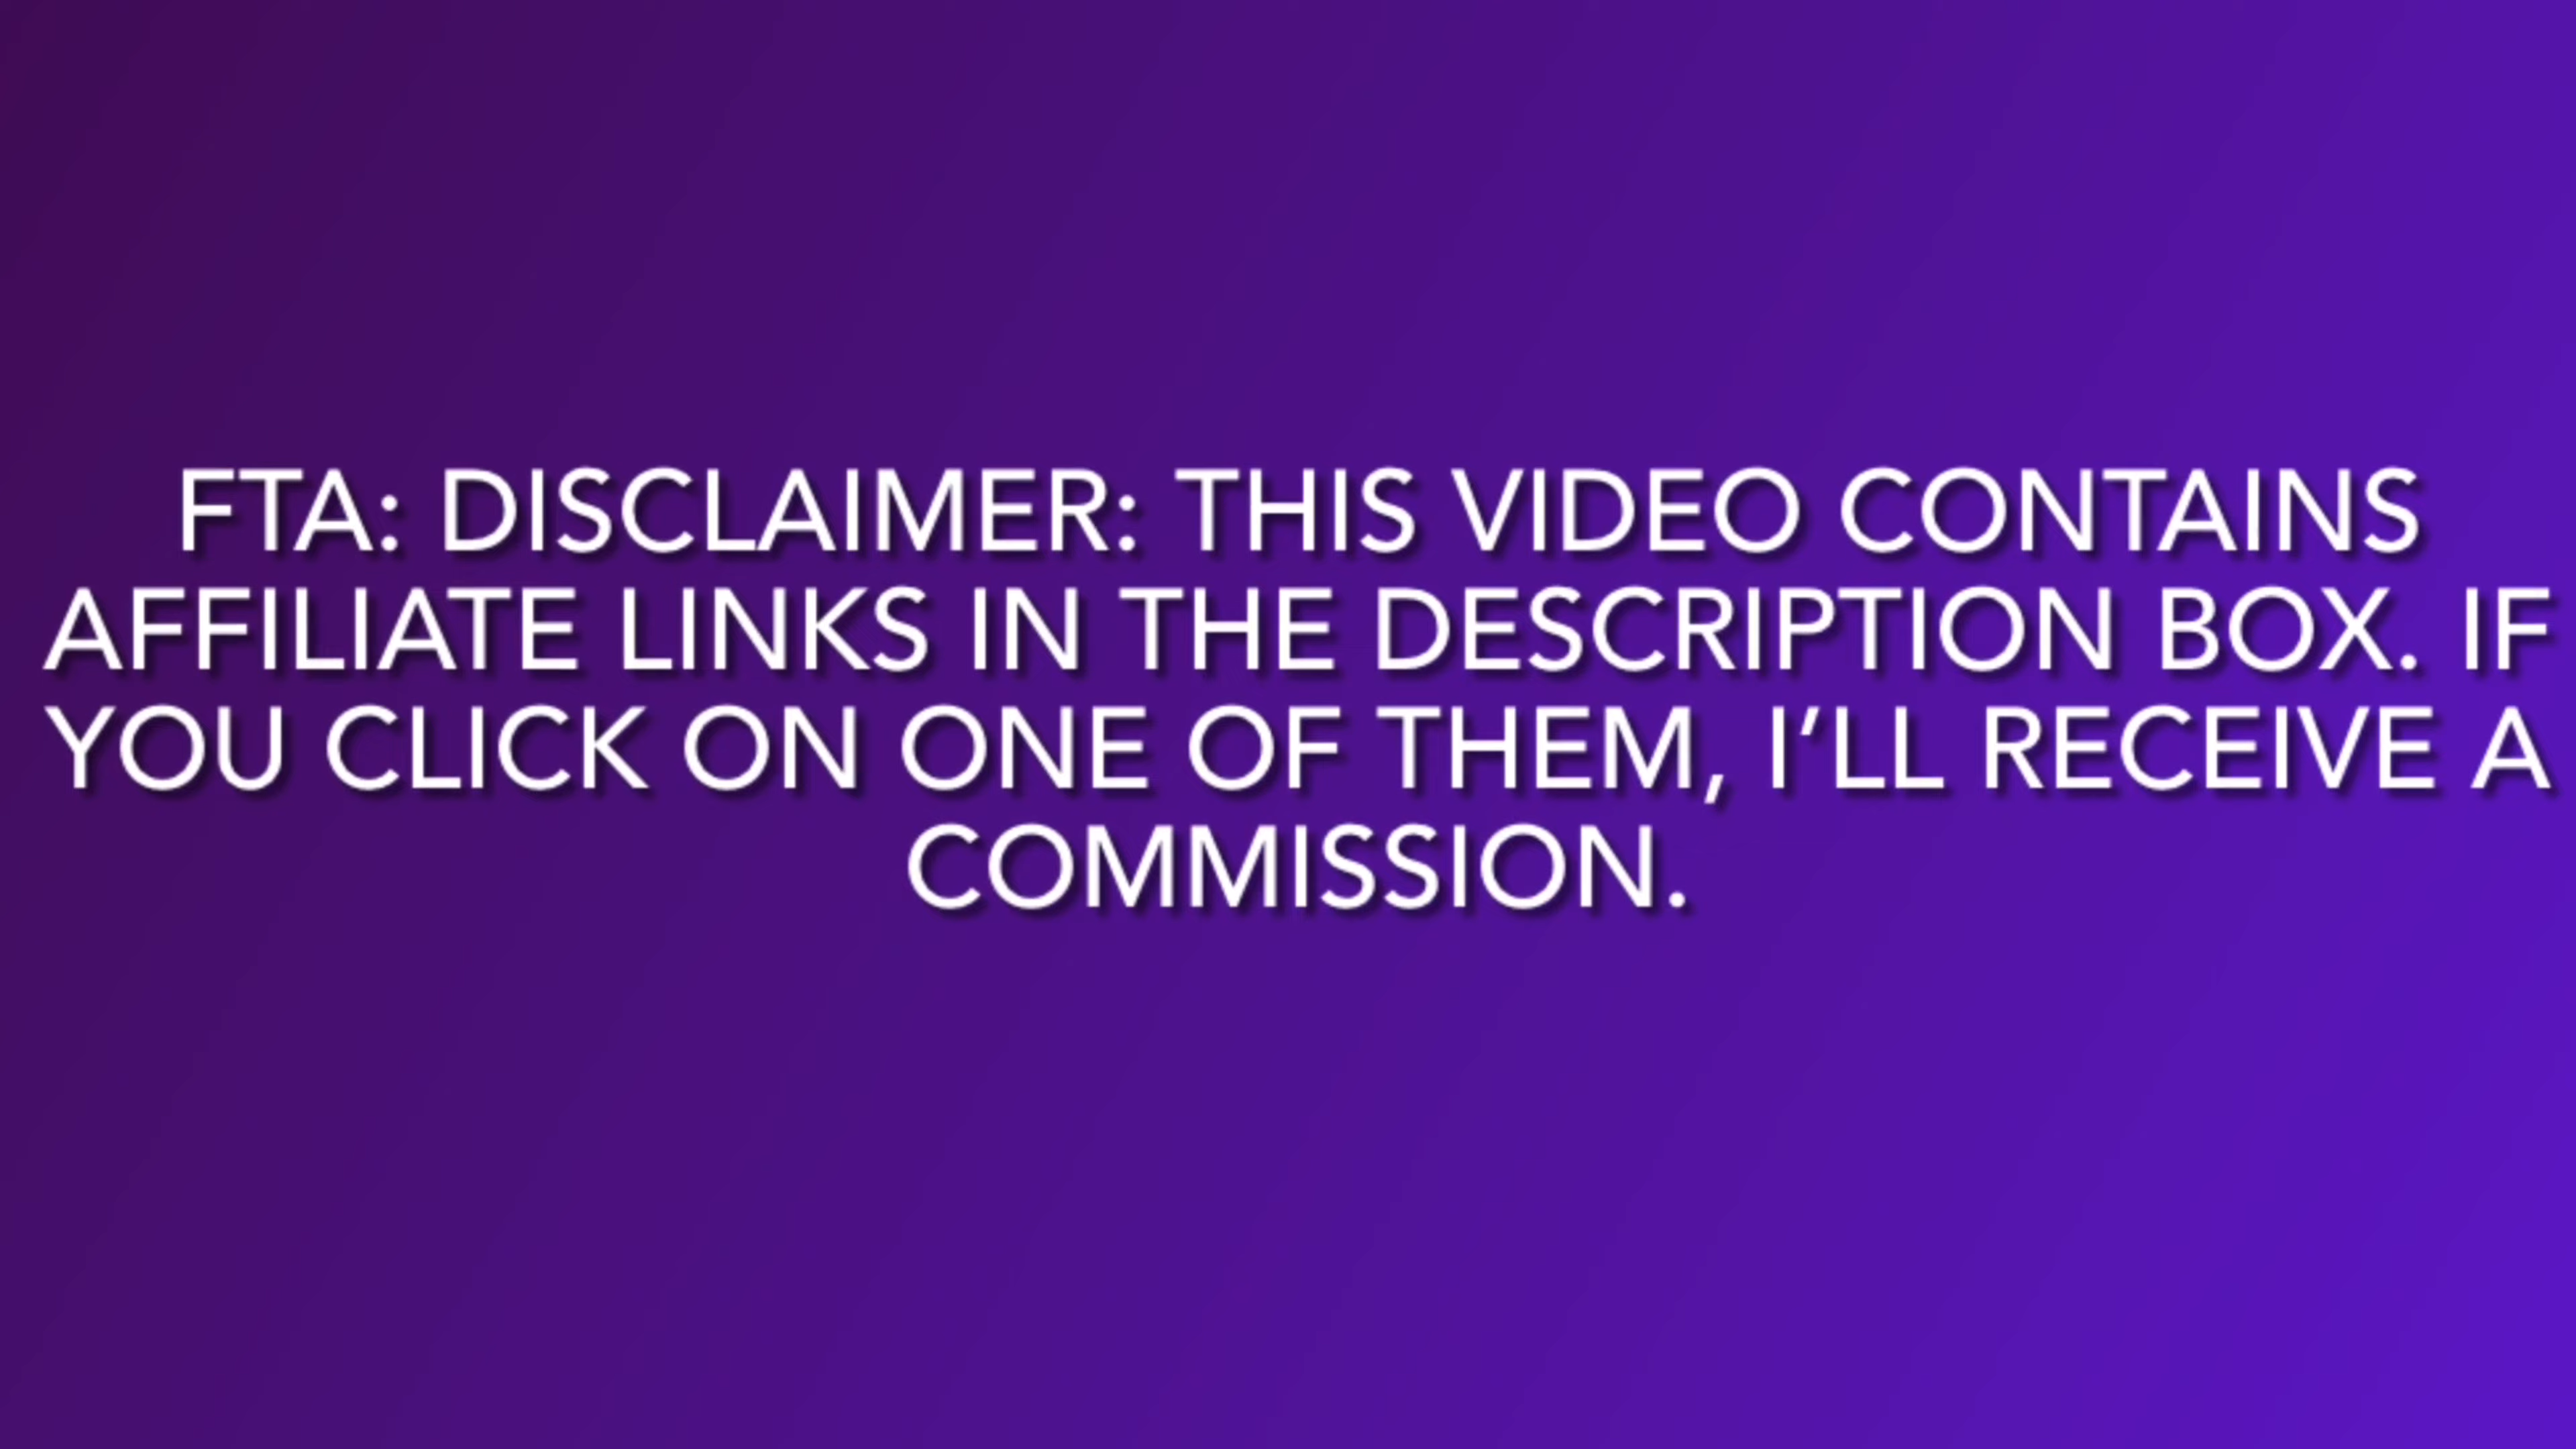 FTA: DISCLAIMER: THIS VIDEO CONTAINS
AFFILIATE LINKS IN THE DESCRIPTION BOX. IF
YOU CLICK ON ONE OF THEM, I’LL RECEIVE A
COMMISSION.